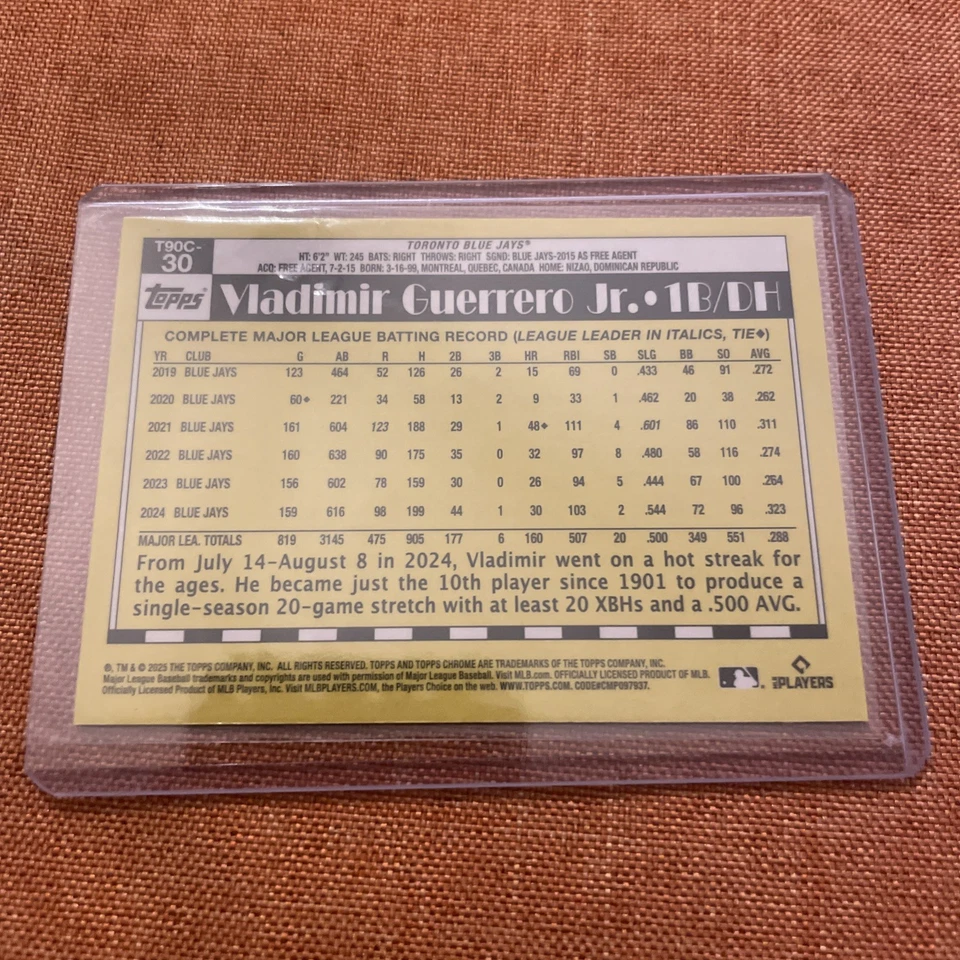 T90C-
30
TORONTO BLUE JAYS®
HT: 6'2" WT: 245 BATS: RIGHT THROWS: RIGHT SGND: BLUE JAYS-2015 AS FREE AGENT
ACQ: FREE AGENT, 7-2-15 BORN: 3-16-99, MONTREAL, QUEBEC, CANADA HOME: NIZAO, DOMINICAN REPUBLIC
Topps® Vladimir Guerrero Jr. • 1B/DH
COMPLETE MAJOR LEAGUE BATTING RECORD (LEAGUE LEADER IN ITALICS, TIE◆)
YR CLUB G AB R H 2B 3B HR RBI SB SLG BB SO AVG
2019 BLUE JAYS 123 464 52 126 26 2 15 69 0 .433 46 91 .272
2020 BLUE JAYS 60◆ 221 34 58 13 2 9 33 1 .462 20 38 .262
2021 BLUE JAYS 161 604 123 188 29 1 48◆ 111 4 .601 86 110 .311
2022 BLUE JAYS 160 638 90 175 35 0 32 97 8 .480 58 116 .274
2023 BLUE JAYS 156 602 78 159 30 0 26 94 5 .444 67 100 .264
2024 BLUE JAYS 159 616 98 199 44 1 30 103 2 .544 72 96 .323
MAJOR LEA. TOTALS 819 3145 475 905 177 6 160 507 20 .500 349 551 .288
From July 14-August 8 in 2024, Vladimir went on a hot streak for
the ages. He became just the 10th player since 1901 to produce a
single-season 20-game stretch with at least 20 XBHs and a .500 AVG.
®, TM & © 2025 THE TOPPS COMPANY, INC. ALL RIGHTS RESERVED. TOPPS AND TOPPS CHROME ARE TRADEMARKS OF THE TOPPS COMPANY, INC.
Major League Baseball trademarks and copyrights are used with permission of Major League Baseball. Visit MLB.com. OFFICIALLY LICENSED PRODUCT OF MLB.
Officially Licensed Product of MLB Players, Inc. Visit MLBPLAYERS.COM, the Players Choice on the web. WWW.TOPPS.COM. CODE#CMP097937.
MLB PLAYERS